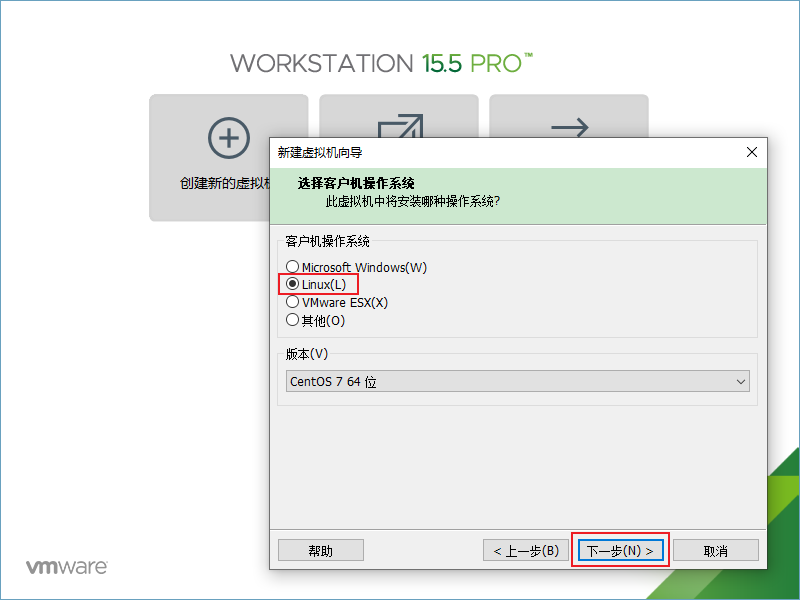 WORKSTATION 15.5 PRO™
创建新的虚拟机
新建虚拟机向导
选择客户机操作系统
此虚拟机中将安装哪种操作系统?
客户机操作系统
Microsoft Windows(W)
Linux(L)
VMware ESX(X)
其他(O)
版本(V)
CentOS 7 64 位
帮助
< 上一步(B)
下一步(N) >
取消
vmware